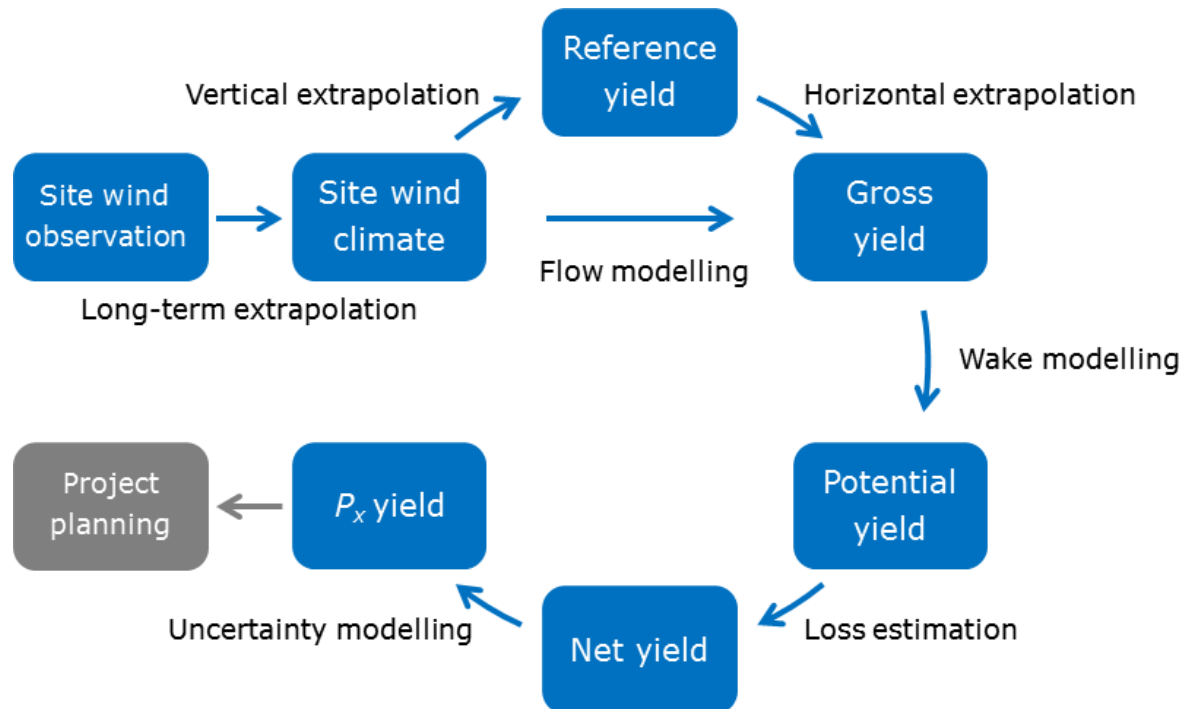 Reference
yield
Vertical extrapolation
Horizontal extrapolation
Site wind
observation
Site wind
climate
Gross
yield
Flow modelling
Long-term extrapolation
Wake modelling
Project
planning
Px yield
Potential
yield
Uncertainty modelling
Net yield
Loss estimation